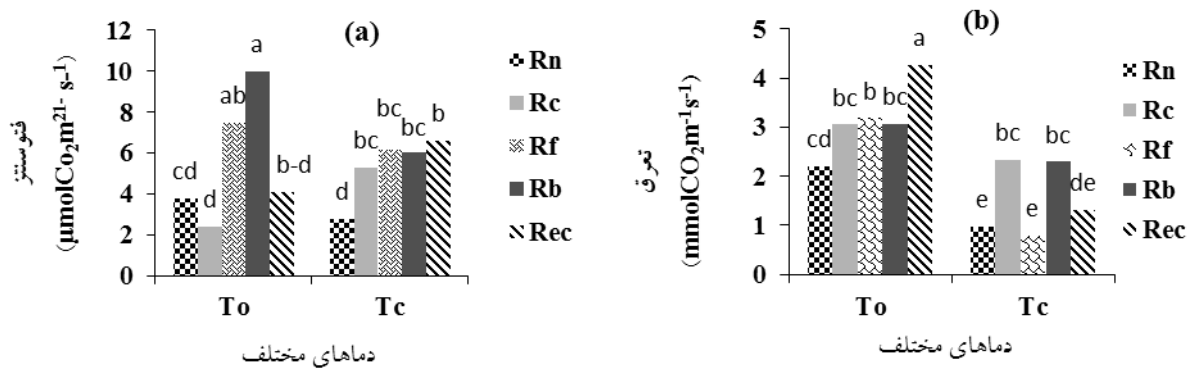 (a)
12
10
8
6
4
2
0
فتوسنتز
(µmolCo₂m²¹⁻ s⁻¹)
cd
d
ab
a
b-d
d
bc
bc
bc
b
To
Tc
دماهای مختلف
Rn
Rc
Rf
Rb
Rec
(b)
5
4
3
2
1
0
تعرق
(mmolCO₂m⁻¹s⁻¹)
cd
bc
b
bc
a
e
bc
e
bc
de
To
Tc
دماهای مختلف
Rn
Rc
Rf
Rb
Rec